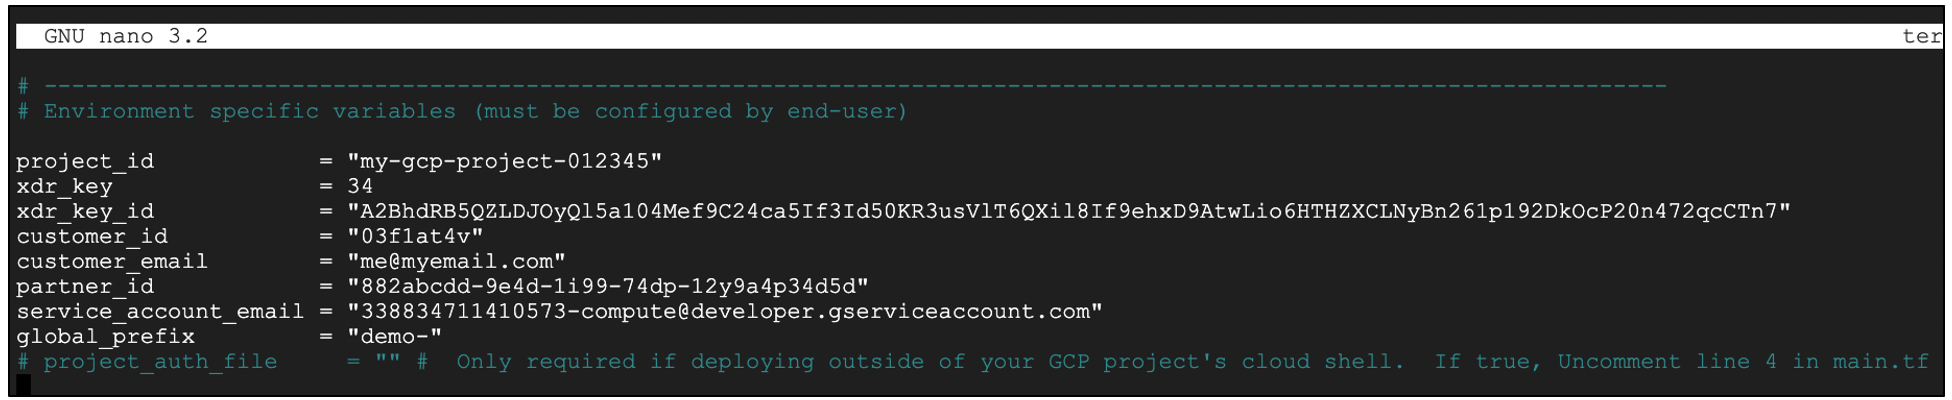 GNU nano 3.2 ter
# ----------------------------------------------------------------------------------------------------------------------
# Environment specific variables (must be configured by end-user)
project_id = "my-gcp-project-012345"
xdr_key = 34
xdr_key_id = "A2BhdRB5QZLDJOyQl5a104Mef9C24ca5If3Id50KR3usVlT6QXil8If9ehxD9AtwLio6HTHZXCLNyBn261p192DkOcP20n472qcCTn7"
customer_id = "03f1at4v"
customer_email = "me@myemail.com"
partner_id = "882abcdd-9e4d-1i99-74dp-12y9a4p34d5d"
service_account_email = "338834711410573-compute@developer.gserviceaccount.com"
global_prefix = "demo-"
# project_auth_file = "" # Only required if deploying outside of your GCP project's cloud shell. If true, Uncomment line 4 in main.tf